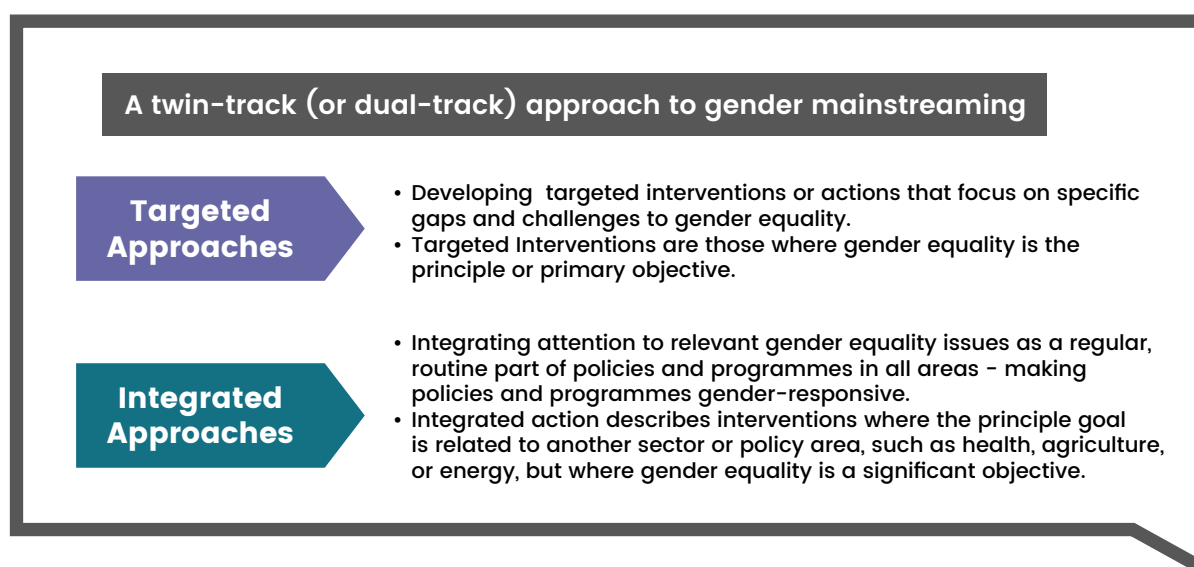 A twin-track (or dual-track) approach to gender mainstreaming
Targeted
Approaches
• Developing  targeted interventions or actions that focus on specific
gaps and challenges to gender equality.
• Targeted Interventions are those where gender equality is the
principle or primary objective.
Integrated
Approaches
• Integrating attention to relevant gender equality issues as a regular,
routine part of policies and programmes in all areas - making
policies and programmes gender-responsive.
• Integrated action describes interventions where the principle goal
is related to another sector or policy area, such as health, agriculture,
or energy, but where gender equality is a significant objective.